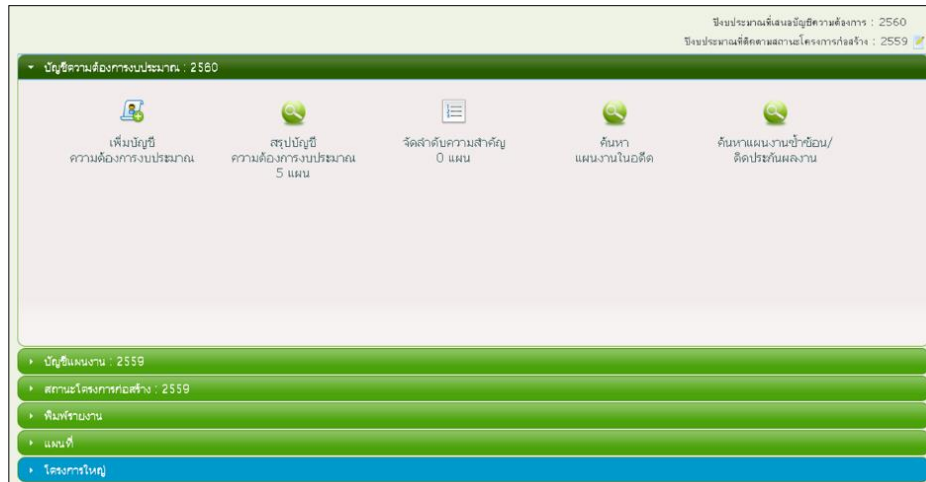 ปีงบประมาณที่เสนอบัญชีความต้องการ : 2560
ปีงบประมาณที่ติดตามสถานะโครงการก่อสร้าง : 2559
บัญชีความต้องการงบประมาณ : 2560
เพิ่มบัญชี
ความต้องการงบประมาณ
สรุปบัญชี
ความต้องการงบประมาณ
5 แผน
จัดลำดับความสำคัญ
0 แผน
ค้นหา
แผนงานในอดีต
ค้นหาแผนงานซ้ำซ้อน/
ติดประกันผลงาน
บัญชีแผนงาน : 2559
สถานะโครงการก่อสร้าง : 2559
พิมพ์รายงาน
แผนที่
โครงการใหญ่